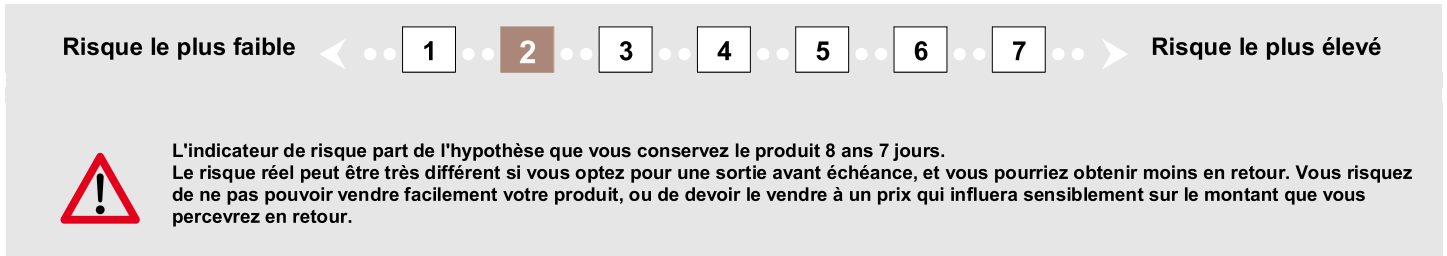 Risque le plus faible 1 2 3 4 5 6 7 Risque le plus élevé
L'indicateur de risque part de l'hypothèse que vous conservez le produit 8 ans 7 jours.
Le risque réel peut être très différent si vous optez pour une sortie avant échéance, et vous pourriez obtenir moins en retour. Vous risquez
de ne pas pouvoir vendre facilement votre produit, ou de devoir le vendre à un prix qui influera sensiblement sur le montant que vous
percevrez en retour.